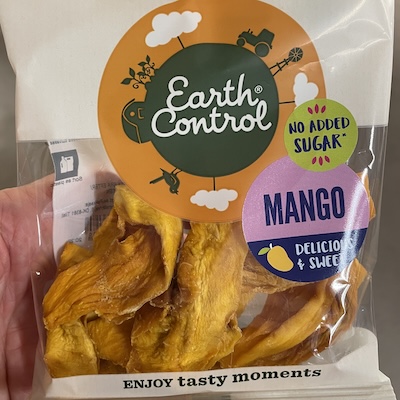 Earth®
Control
NO ADDED
SUGAR*
MANGO
DELICIOUS
& SWEET
ENJOY tasty moments